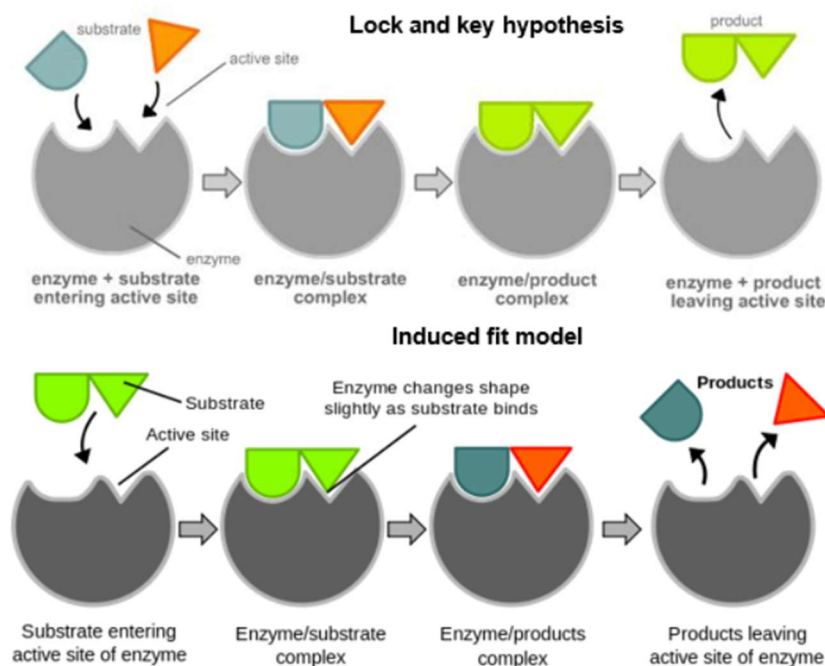 Lock and key hypothesis
substrate
active site
product
enzyme
enzyme + substrate
entering active site
enzyme/substrate
complex
enzyme/product
complex
enzyme + product
leaving active site
Induced fit model
Substrate
Active site
Enzyme changes shape
slightly as substrate binds
Products
Substrate entering
active site of enzyme
Enzyme/substrate
complex
Enzyme/products
complex
Products leaving
active site of enzyme